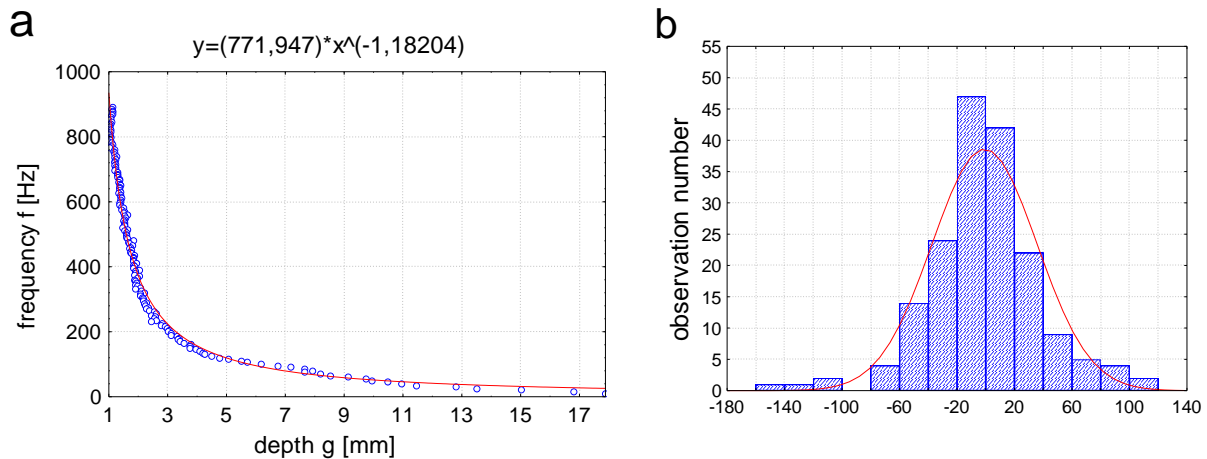 a
y=(771,947)*x^(-1,18204)
1000
800
600
400
200
0
frequency f [Hz]
1 3 5 7 9 11 13 15 17
depth g [mm]
b
55
50
45
40
35
30
25
20
15
10
5
0
observation number
-180 -140 -100 -60 -20 20 60 100 140